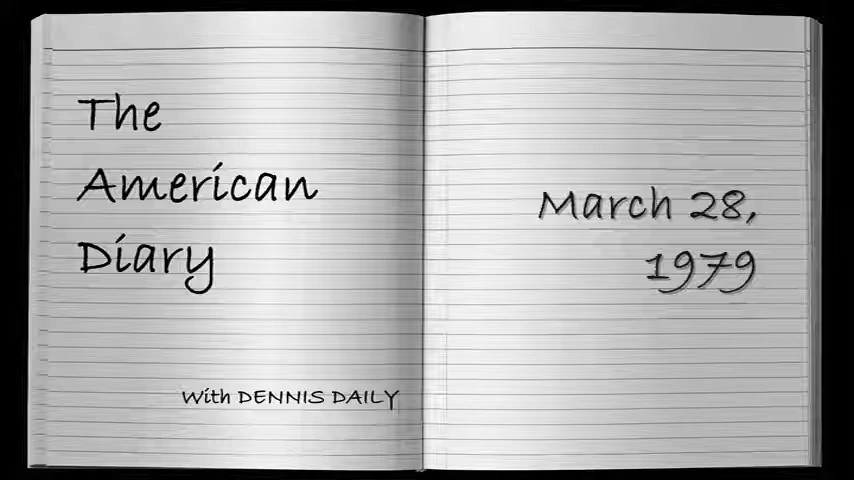 The
American
Diary
With DENNIS DAILY
March 28,
1979